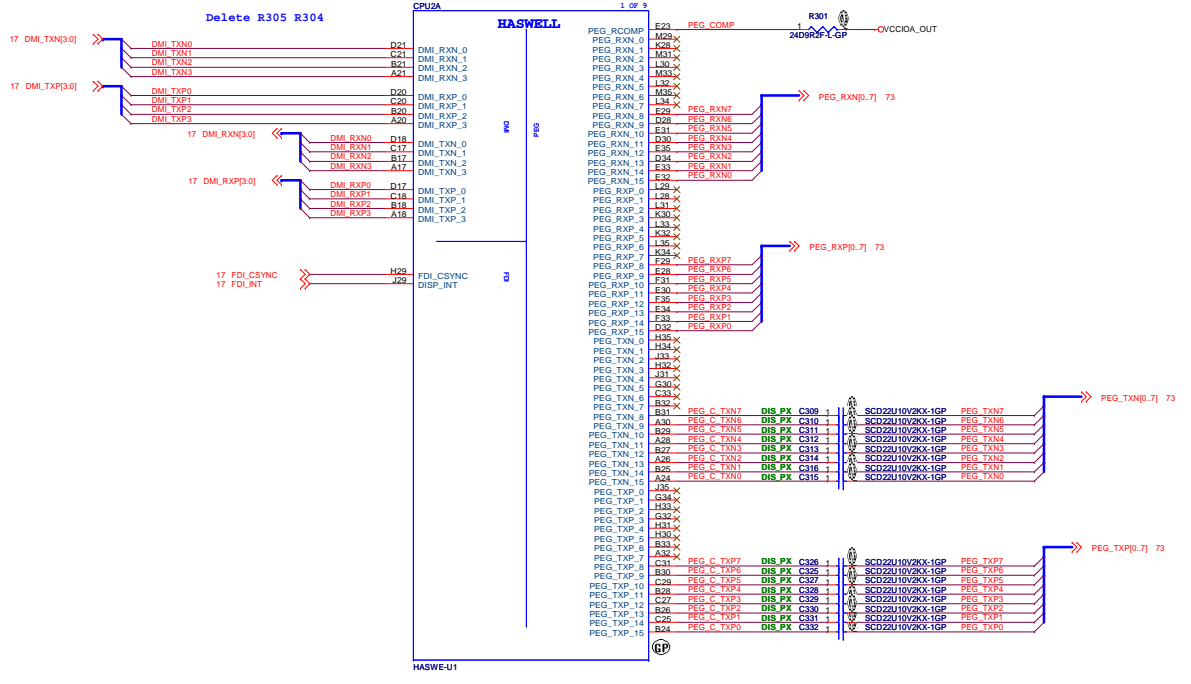 Delete R305 R304
CPU2A
1 OF 9
HASWELL
17 DMI_TXN[3:0]
DMI_TXN0 D21 DMI_RXN_0
DMI_TXN1 C21 DMI_RXN_1
DMI_TXN2 B21 DMI_RXN_2
DMI_TXN3 A21 DMI_RXN_3
17 DMI_TXP[3:0]
DMI_TXP0 D20 DMI_RXP_0
DMI_TXP1 C20 DMI_RXP_1
DMI_TXP2 B20 DMI_RXP_2
DMI_TXP3 A20 DMI_RXP_3
17 DMI_RXN[3:0]
DMI_RXN0 D18 DMI_TXN_0
DMI_RXN1 C17 DMI_TXN_1
DMI_RXN2 B17 DMI_TXN_2
DMI_RXN3 A17 DMI_TXN_3
17 DMI_RXP[3:0]
DMI_RXP0 D17 DMI_TXP_0
DMI_RXP1 C18 DMI_TXP_1
DMI_RXP2 B18 DMI_TXP_2
DMI_RXP3 A18 DMI_TXP_3
17 FDI_CSYNC H29 FDI_CSYNC
17 FDI_INT J29 DISP_INT
DMI
PEG
FDI
PEG_RCOMP E23 PEG_COMP 1 R301 VCCIOA_OUT
24D9R2F-L-GP
PEG_RXN_0 M29
PEG_RXN_1 K28
PEG_RXN_2 M31
PEG_RXN_3 L30
PEG_RXN_4 M33
PEG_RXN_5 L32
PEG_RXN_6 M35
PEG_RXN_7 L34
PEG_RXN_8 E29 PEG_RXN7
PEG_RXN_9 D28 PEG_RXN6
PEG_RXN_10 E31 PEG_RXN5
PEG_RXN_11 D30 PEG_RXN4
PEG_RXN_12 E35 PEG_RXN3
PEG_RXN_13 D34 PEG_RXN2
PEG_RXN_14 E33 PEG_RXN1
PEG_RXN_15 E32 PEG_RXN0
PEG_RXN[0..7] 73
PEG_RXP_0 L29
PEG_RXP_1 L28
PEG_RXP_2 L31
PEG_RXP_3 K30
PEG_RXP_4 L33
PEG_RXP_5 K32
PEG_RXP_6 L35
PEG_RXP_7 K34
PEG_RXP_8 F29 PEG_RXP7
PEG_RXP_9 E28 PEG_RXP6
PEG_RXP_10 F31 PEG_RXP5
PEG_RXP_11 E30 PEG_RXP4
PEG_RXP_12 F35 PEG_RXP3
PEG_RXP_13 E34 PEG_RXP2
PEG_RXP_14 F33 PEG_RXP1
PEG_RXP_15 D32 PEG_RXP0
PEG_RXP[0..7] 73
PEG_TXN_0 H35
PEG_TXN_1 H34
PEG_TXN_2 J33
PEG_TXN_3 H32
PEG_TXN_4 J31
PEG_TXN_5 G30
PEG_TXN_6 C33
PEG_TXN_7 B32
PEG_TXN_8 B31 PEG_C_TXN7 DIS_PX C309 1 SCD22U10V2KX-1GP PEG_TXN7
PEG_TXN_9 A30 PEG_C_TXN6 DIS_PX C310 1 SCD22U10V2KX-1GP PEG_TXN6
PEG_TXN_10 B29 PEG_C_TXN5 DIS_PX C311 1 SCD22U10V2KX-1GP PEG_TXN5
PEG_TXN_11 A28 PEG_C_TXN4 DIS_PX C312 1 SCD22U10V2KX-1GP PEG_TXN4
PEG_TXN_12 B27 PEG_C_TXN3 DIS_PX C313 1 SCD22U10V2KX-1GP PEG_TXN3
PEG_TXN_13 A26 PEG_C_TXN2 DIS_PX C314 1 SCD22U10V2KX-1GP PEG_TXN2
PEG_TXN_14 B25 PEG_C_TXN1 DIS_PX C316 1 SCD22U10V2KX-1GP PEG_TXN1
PEG_TXN_15 A24 PEG_C_TXN0 DIS_PX C315 1 SCD22U10V2KX-1GP PEG_TXN0
PEG_TXN[0..7] 73
PEG_TXP_0 J35
PEG_TXP_1 G34
PEG_TXP_2 H33
PEG_TXP_3 G32
PEG_TXP_4 H31
PEG_TXP_5 H30
PEG_TXP_6 B33
PEG_TXP_7 A32
PEG_TXP_8 C31 PEG_C_TXP7 DIS_PX C326 1 SCD22U10V2KX-1GP PEG_TXP7
PEG_TXP_9 B30 PEG_C_TXP6 DIS_PX C325 1 SCD22U10V2KX-1GP PEG_TXP6
PEG_TXP_10 C29 PEG_C_TXP5 DIS_PX C327 1 SCD22U10V2KX-1GP PEG_TXP5
PEG_TXP_11 B28 PEG_C_TXP4 DIS_PX C328 1 SCD22U10V2KX-1GP PEG_TXP4
PEG_TXP_12 C27 PEG_C_TXP3 DIS_PX C329 1 SCD22U10V2KX-1GP PEG_TXP3
PEG_TXP_13 B26 PEG_C_TXP2 DIS_PX C330 1 SCD22U10V2KX-1GP PEG_TXP2
PEG_TXP_14 C25 PEG_C_TXP1 DIS_PX C331 1 SCD22U10V2KX-1GP PEG_TXP1
PEG_TXP_15 B24 PEG_C_TXP0 DIS_PX C332 1 SCD22U10V2KX-1GP PEG_TXP0
PEG_TXP[0..7] 73
GP
HASWE-U1